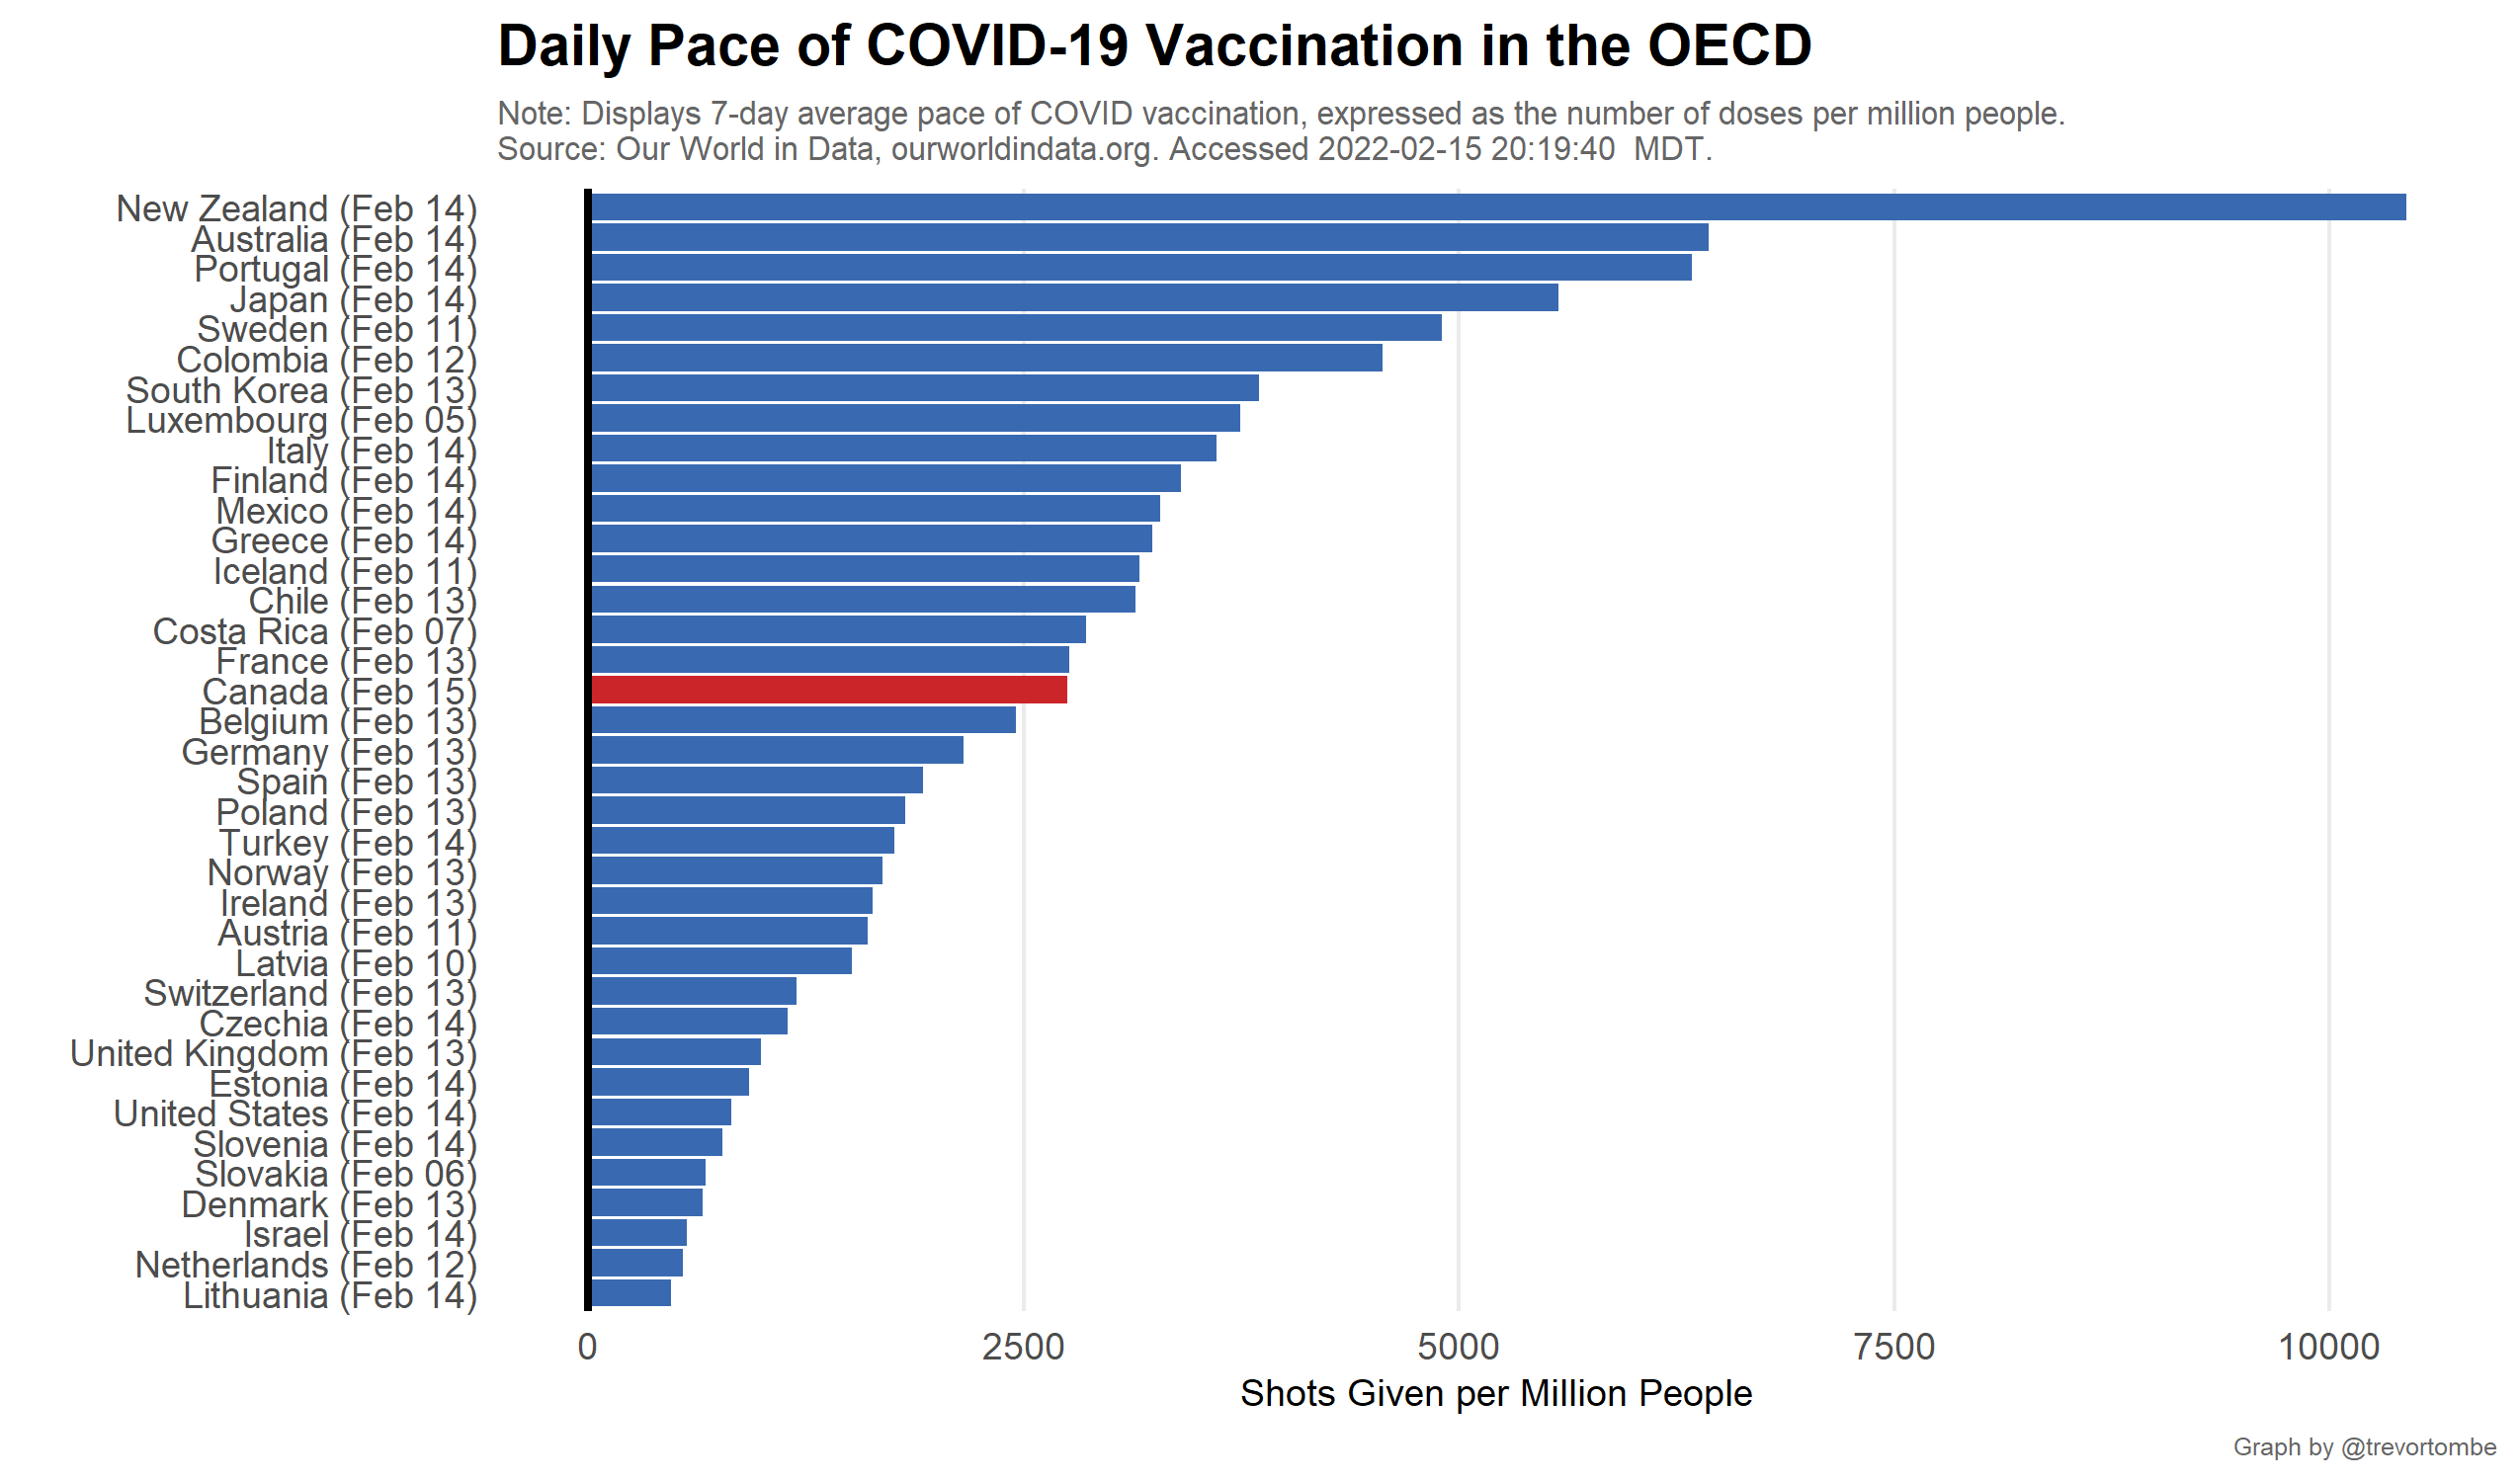 Daily Pace of COVID-19 Vaccination in the OECD
Note: Displays 7-day average pace of COVID vaccination, expressed as the number of doses per million people.
Source: Our World in Data, ourworldindata.org. Accessed 2022-02-15 20:19:40  MDT.
New Zealand (Feb 14)
Australia (Feb 14)
Portugal (Feb 14)
Japan (Feb 14)
Sweden (Feb 11)
Colombia (Feb 12)
South Korea (Feb 13)
Luxembourg (Feb 05)
Italy (Feb 14)
Finland (Feb 14)
Mexico (Feb 14)
Greece (Feb 14)
Iceland (Feb 11)
Chile (Feb 13)
Costa Rica (Feb 07)
France (Feb 13)
Canada (Feb 15)
Belgium (Feb 13)
Germany (Feb 13)
Spain (Feb 13)
Poland (Feb 13)
Turkey (Feb 14)
Norway (Feb 13)
Ireland (Feb 13)
Austria (Feb 11)
Latvia (Feb 10)
Switzerland (Feb 13)
Czechia (Feb 14)
United Kingdom (Feb 13)
Estonia (Feb 14)
United States (Feb 14)
Slovenia (Feb 14)
Slovakia (Feb 06)
Denmark (Feb 13)
Israel (Feb 14)
Netherlands (Feb 12)
Lithuania (Feb 14)
0 2500 5000 7500 10000
Shots Given per Million People
Graph by @trevortombe